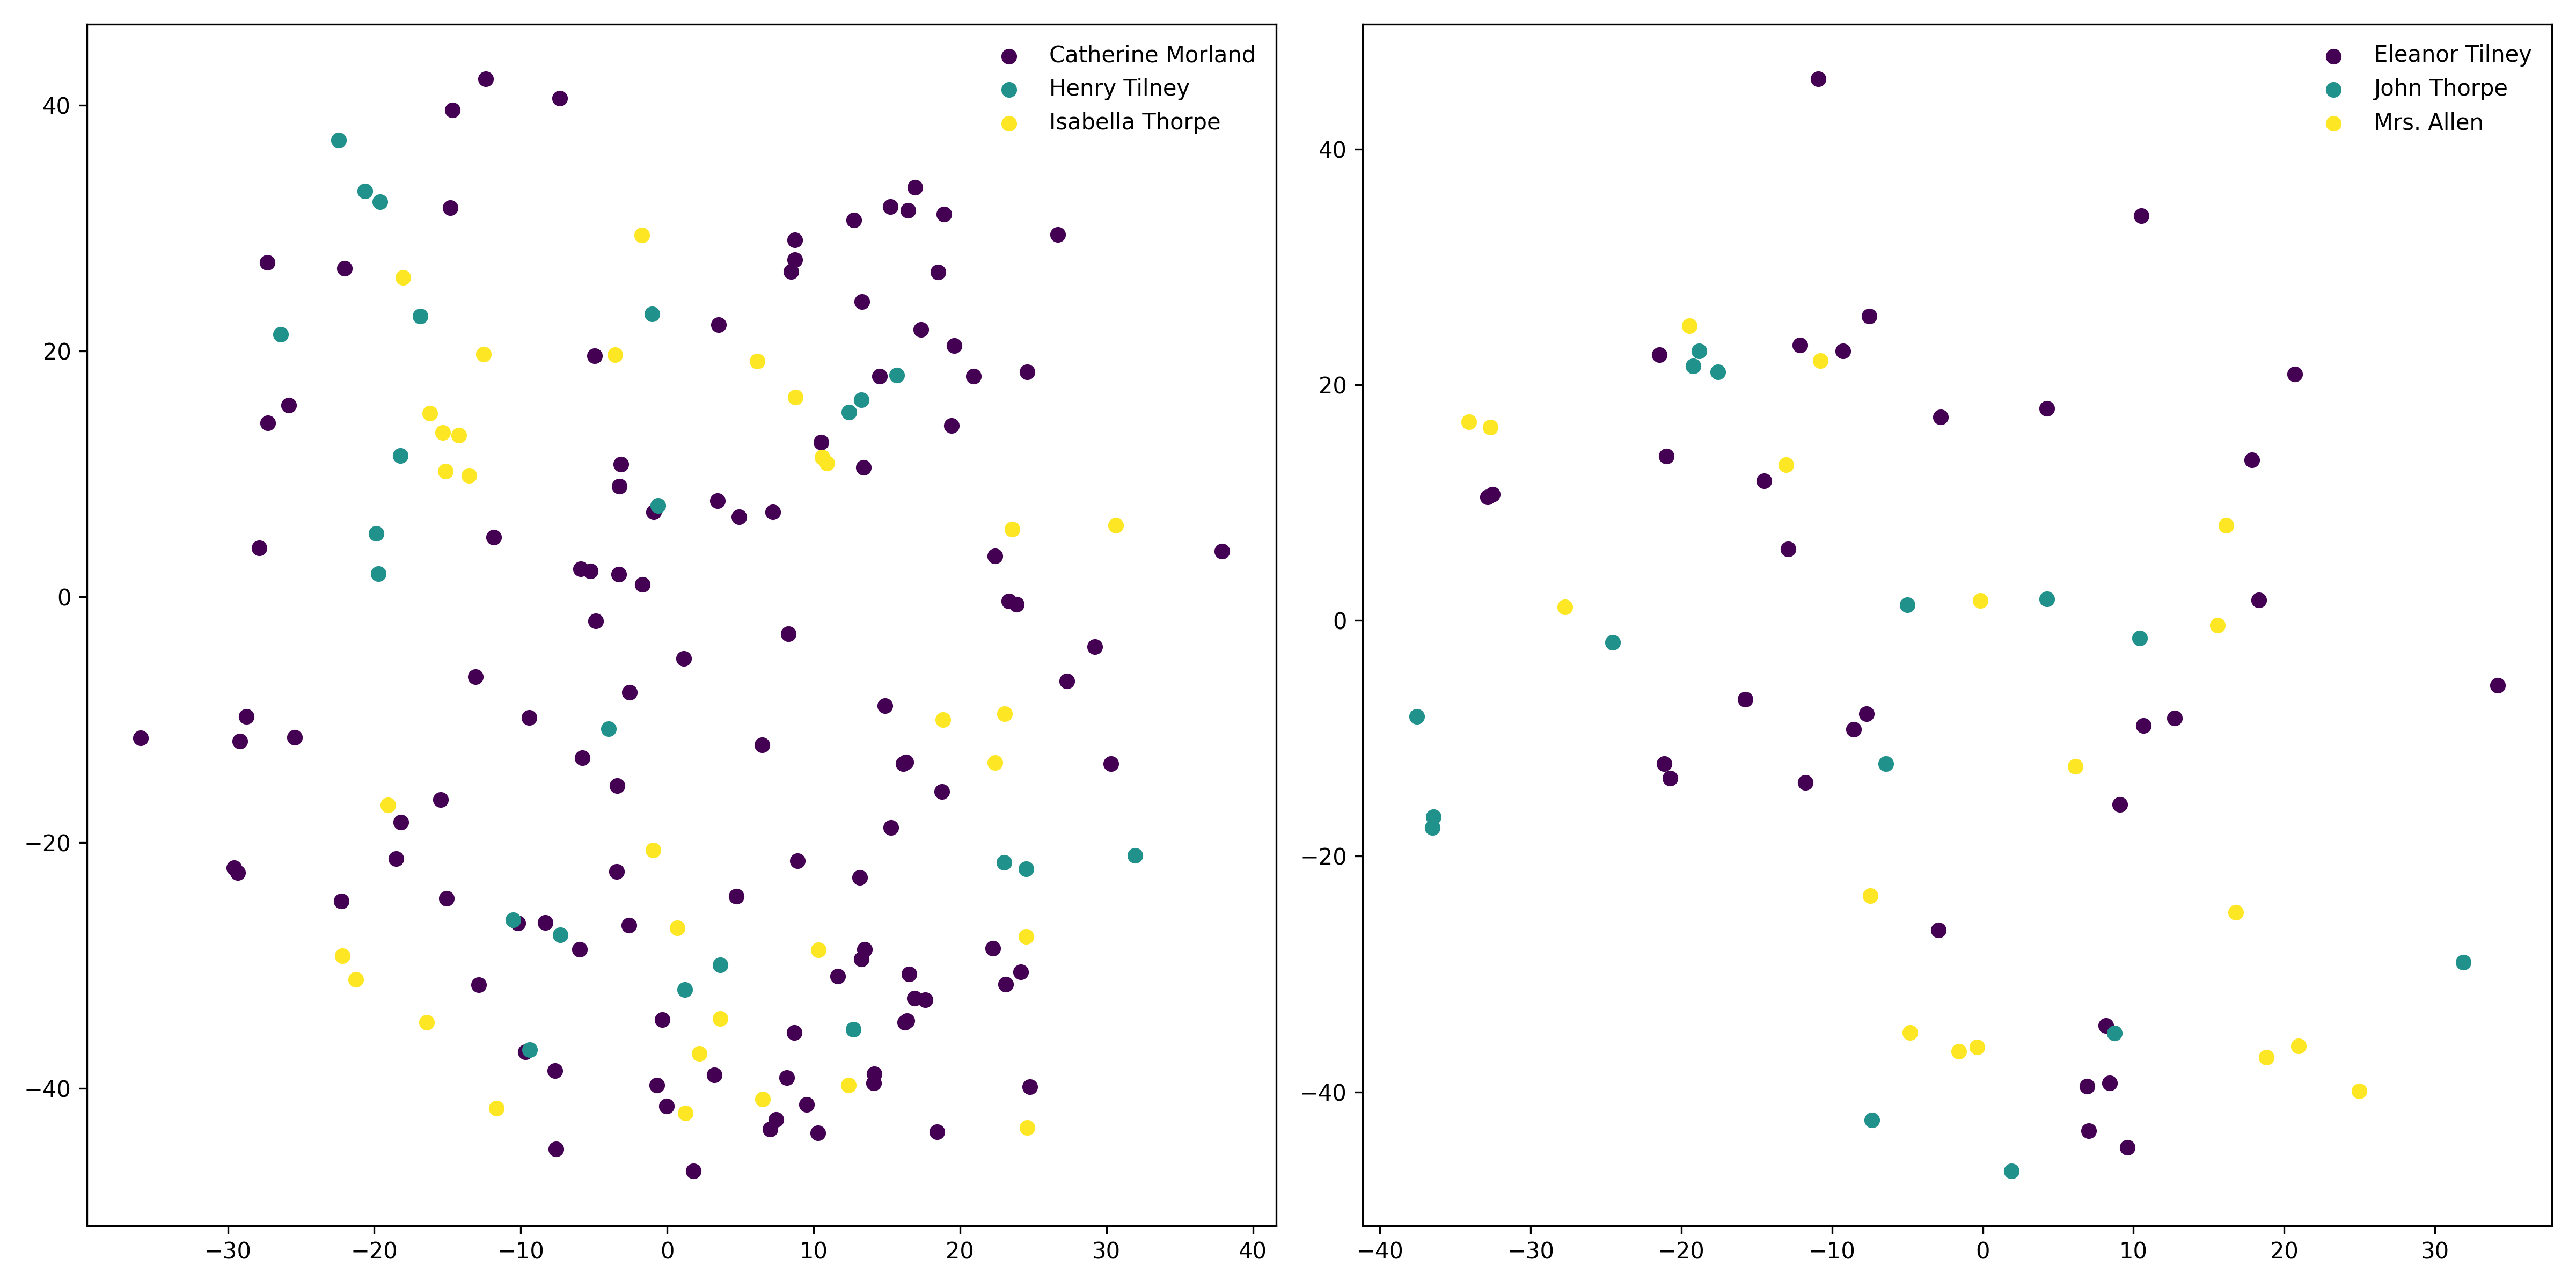 Catherine Morland
Henry Tilney
Isabella Thorpe
40
20
0
−20
−40
−30 −20 −10 0 10 20 30 40
Eleanor Tilney
John Thorpe
Mrs. Allen
40
20
0
−20
−40
−40 −30 −20 −10 0 10 20 30